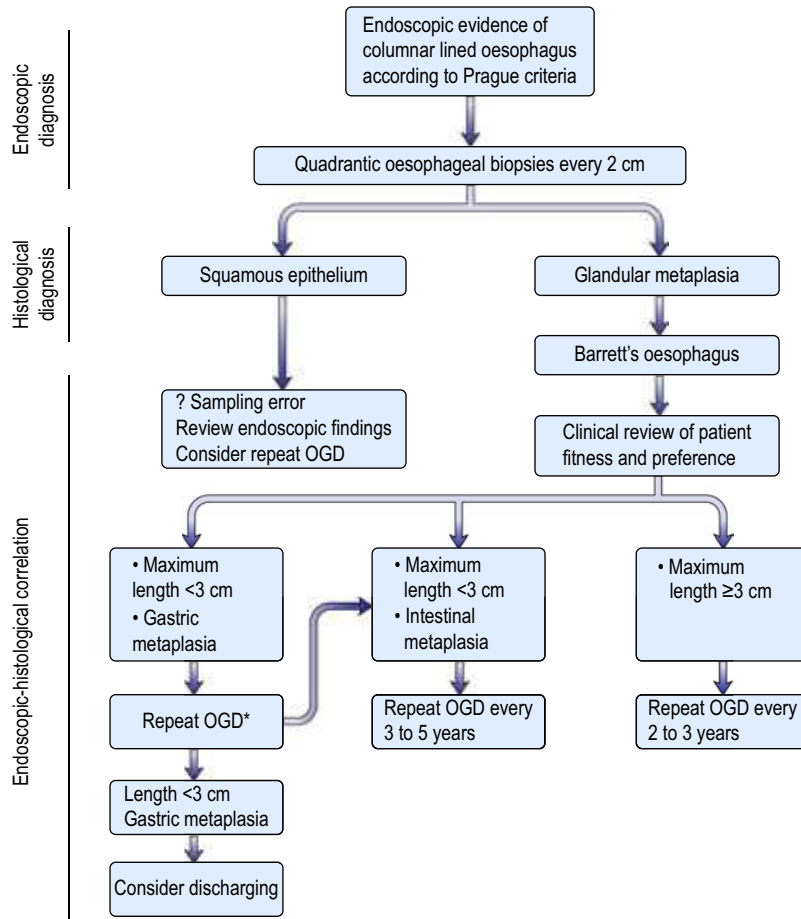 Endoscopic
diagnosis
Endoscopic evidence of
columnar lined oesophagus
according to Prague criteria
Quadrantic oesophageal biopsies every 2 cm
Histological
diagnosis
Squamous epithelium
Glandular metaplasia
Barrett's oesophagus
Endoscopic-histological correlation
? Sampling error
Review endoscopic findings
Consider repeat OGD
Clinical review of patient
fitness and preference
• Maximum
length <3 cm
• Gastric
metaplasia
• Maximum
length <3 cm
• Intestinal
metaplasia
• Maximum
length ≥3 cm
Repeat OGD*
Repeat OGD every
3 to 5 years
Repeat OGD every
2 to 3 years
Length <3 cm
Gastric metaplasia
Consider discharging